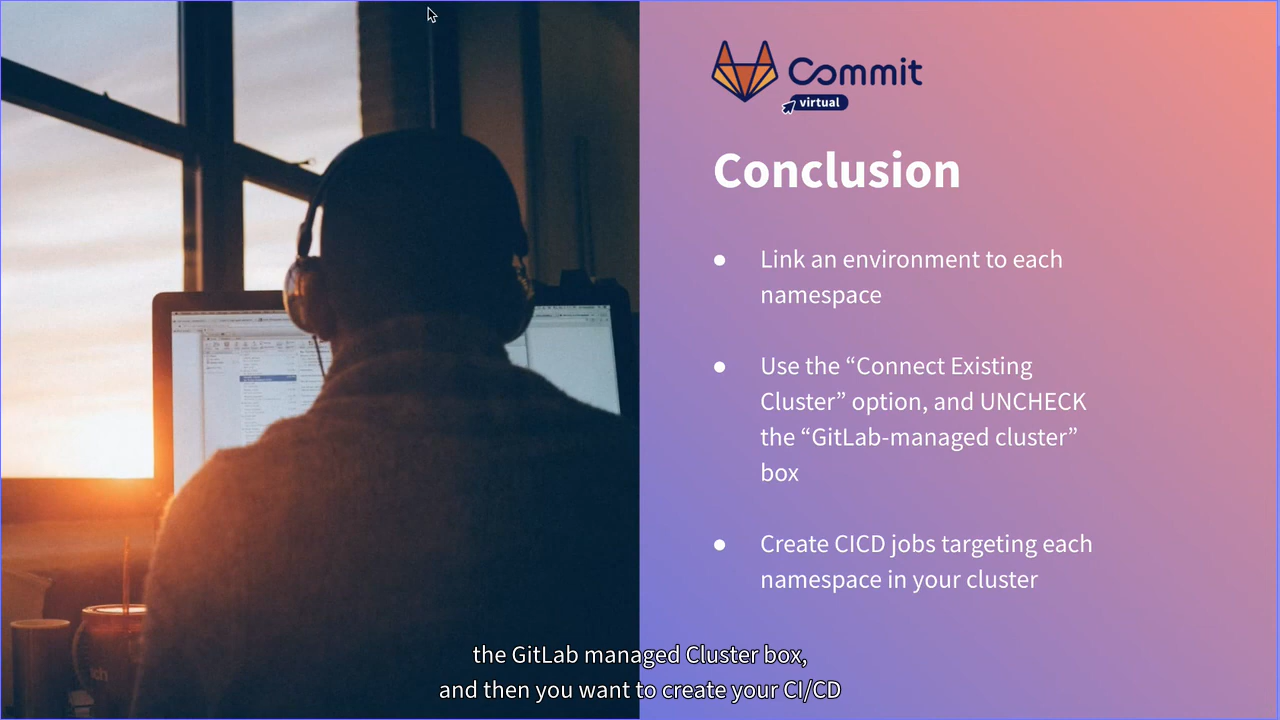 Commit
virtual
Conclusion
● Link an environment to each
namespace
● Use the “Connect Existing
Cluster” option, and UNCHECK
the “GitLab-managed cluster”
box
● Create CICD jobs targeting each
namespace in your cluster
the GitLab managed Cluster box,
and then you want to create your CI/CD